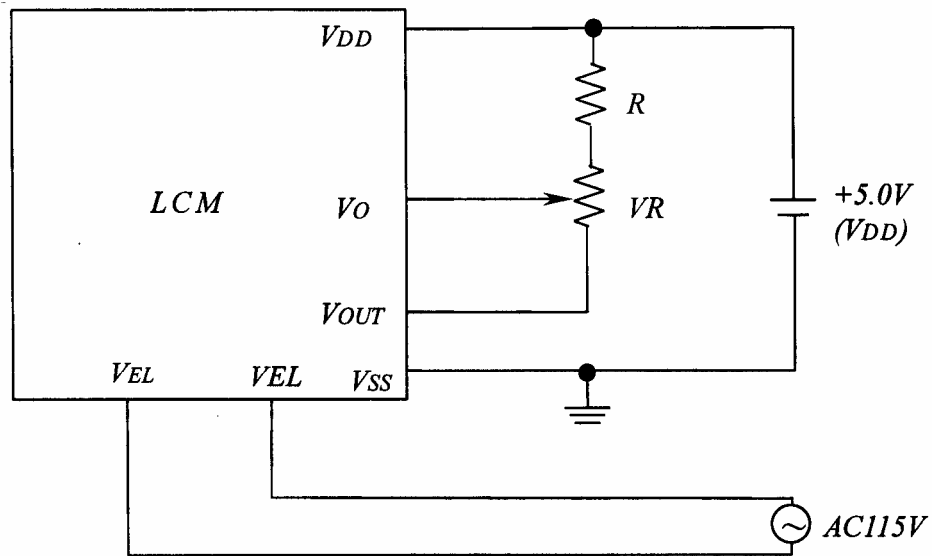 VDD
R
LCM
VO
VR
+5.0V
(VDD)
VOUT
VEL
VEL
VSS
AC115V